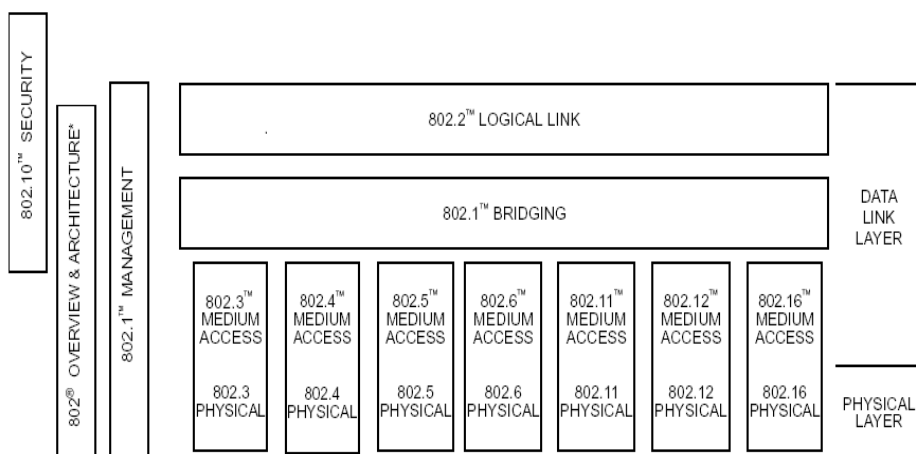 802.10™ SECURITY
802® OVERVIEW & ARCHITECTURE*
802.1™ MANAGEMENT
802.2™ LOGICAL LINK
802.1™ BRIDGING
802.3™
MEDIUM
ACCESS
802.3
PHYSICAL
802.4™
MEDIUM
ACCESS
802.4
PHYSICAL
802.5™
MEDIUM
ACCESS
802.5
PHYSICAL
802.6™
MEDIUM
ACCESS
802.6
PHYSICAL
802.11™
MEDIUM
ACCESS
802.11
PHYSICAL
802.12™
MEDIUM
ACCESS
802.12
PHYSICAL
802.16™
MEDIUM
ACCESS
802.16
PHYSICAL
DATA
LINK
LAYER
PHYSICAL
LAYER